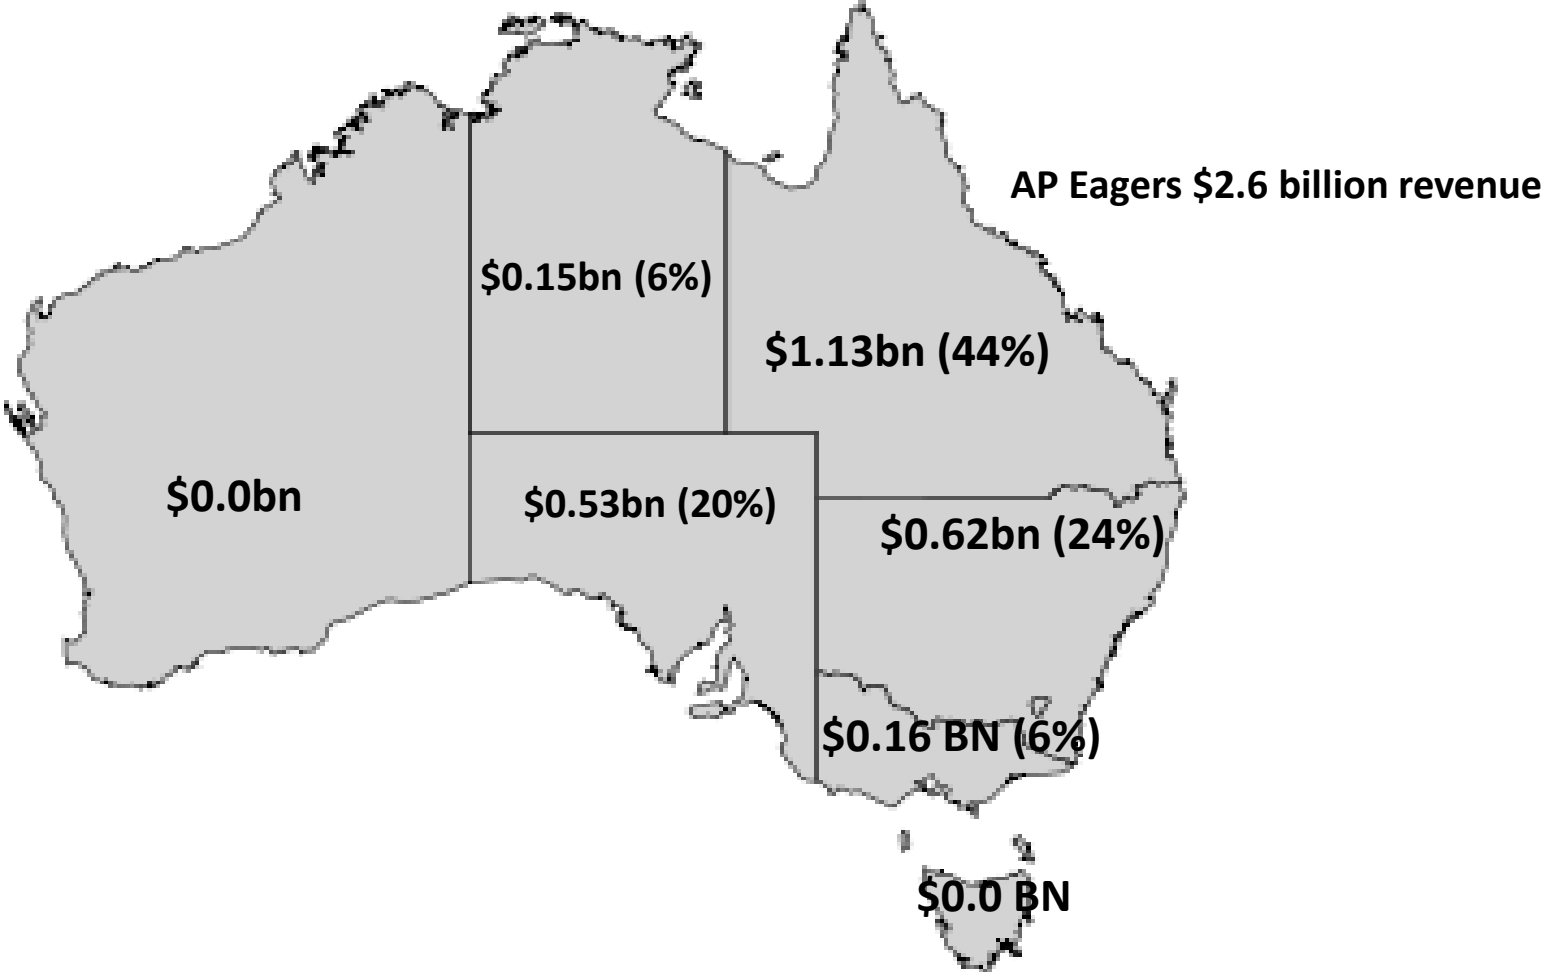 AP Eagers $2.6 billion revenue
$0.15bn (6%)
$1.13bn (44%)
$0.0bn
$0.53bn (20%)
$0.62bn (24%)
$0.16 BN (6%)
$0.0 BN